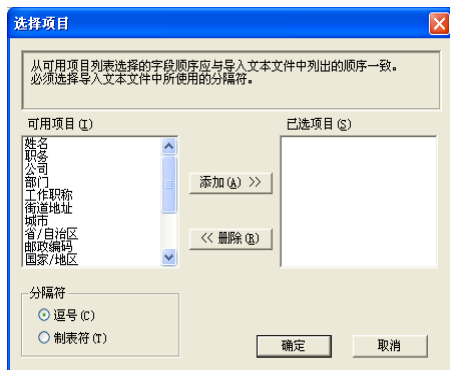 选择项目
从可用项目列表选择的字段顺序应与导入文本文件中列出的顺序一致。
必须选择导入文本文件中所使用的分隔符。
可用项目(I)
已选项目(S)
姓名
职务
公司
部门
工作职称
街道地址
城市
省/自治区
邮政编码
国家/地区
添加(A) >>
<< 删除(R)
分隔符
逗号(C)
制表符(T)
确定
取消